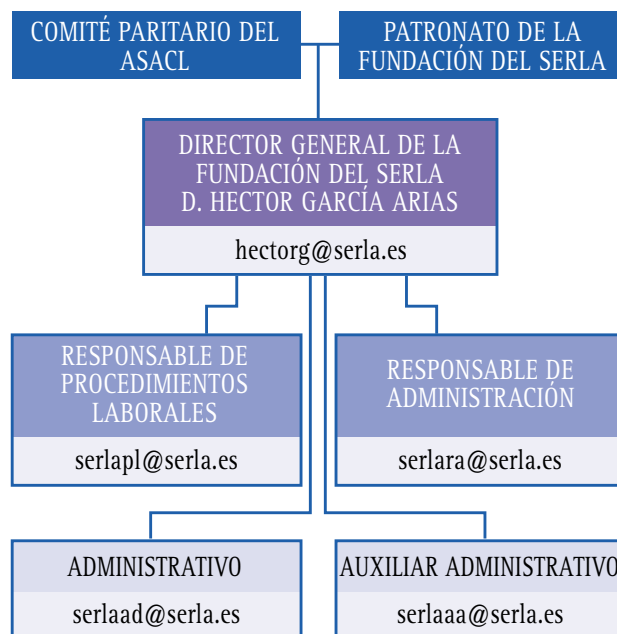 COMITÉ PARITARIO DEL
ASACL
PATRONATO DE LA
FUNDACIÓN DEL SERLA
DIRECTOR GENERAL DE LA
FUNDACIÓN DEL SERLA
D. HECTOR GARCÍA ARIAS
hectorg@serla.es
RESPONSABLE DE
PROCEDIMIENTOS
LABORALES
serlapl@serla.es
RESPONSABLE DE
ADMINISTRACIÓN
serlara@serla.es
ADMINISTRATIVO
serlaad@serla.es
AUXILIAR ADMINISTRATIVO
serlaaa@serla.es